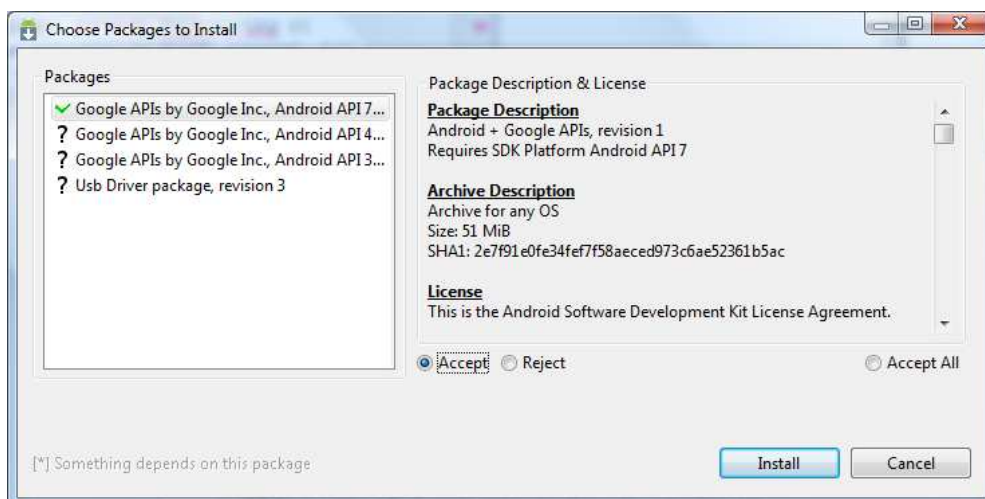 Choose Packages to Install
Packages
Google APIs by Google Inc., Android API 7...
? Google APIs by Google Inc., Android API 4...
? Google APIs by Google Inc., Android API 3...
? Usb Driver package, revision 3
Package Description & License
Package Description
Android + Google APIs, revision 1
Requires SDK Platform Android API 7
Archive Description
Archive for any OS
Size: 51 MiB
SHA1: 2e7f91e0fe34fef7f58aeced973c6ae52361b5ac
License
This is the Android Software Development Kit License Agreement.
Accept Reject Accept All
[*] Something depends on this package
Install Cancel